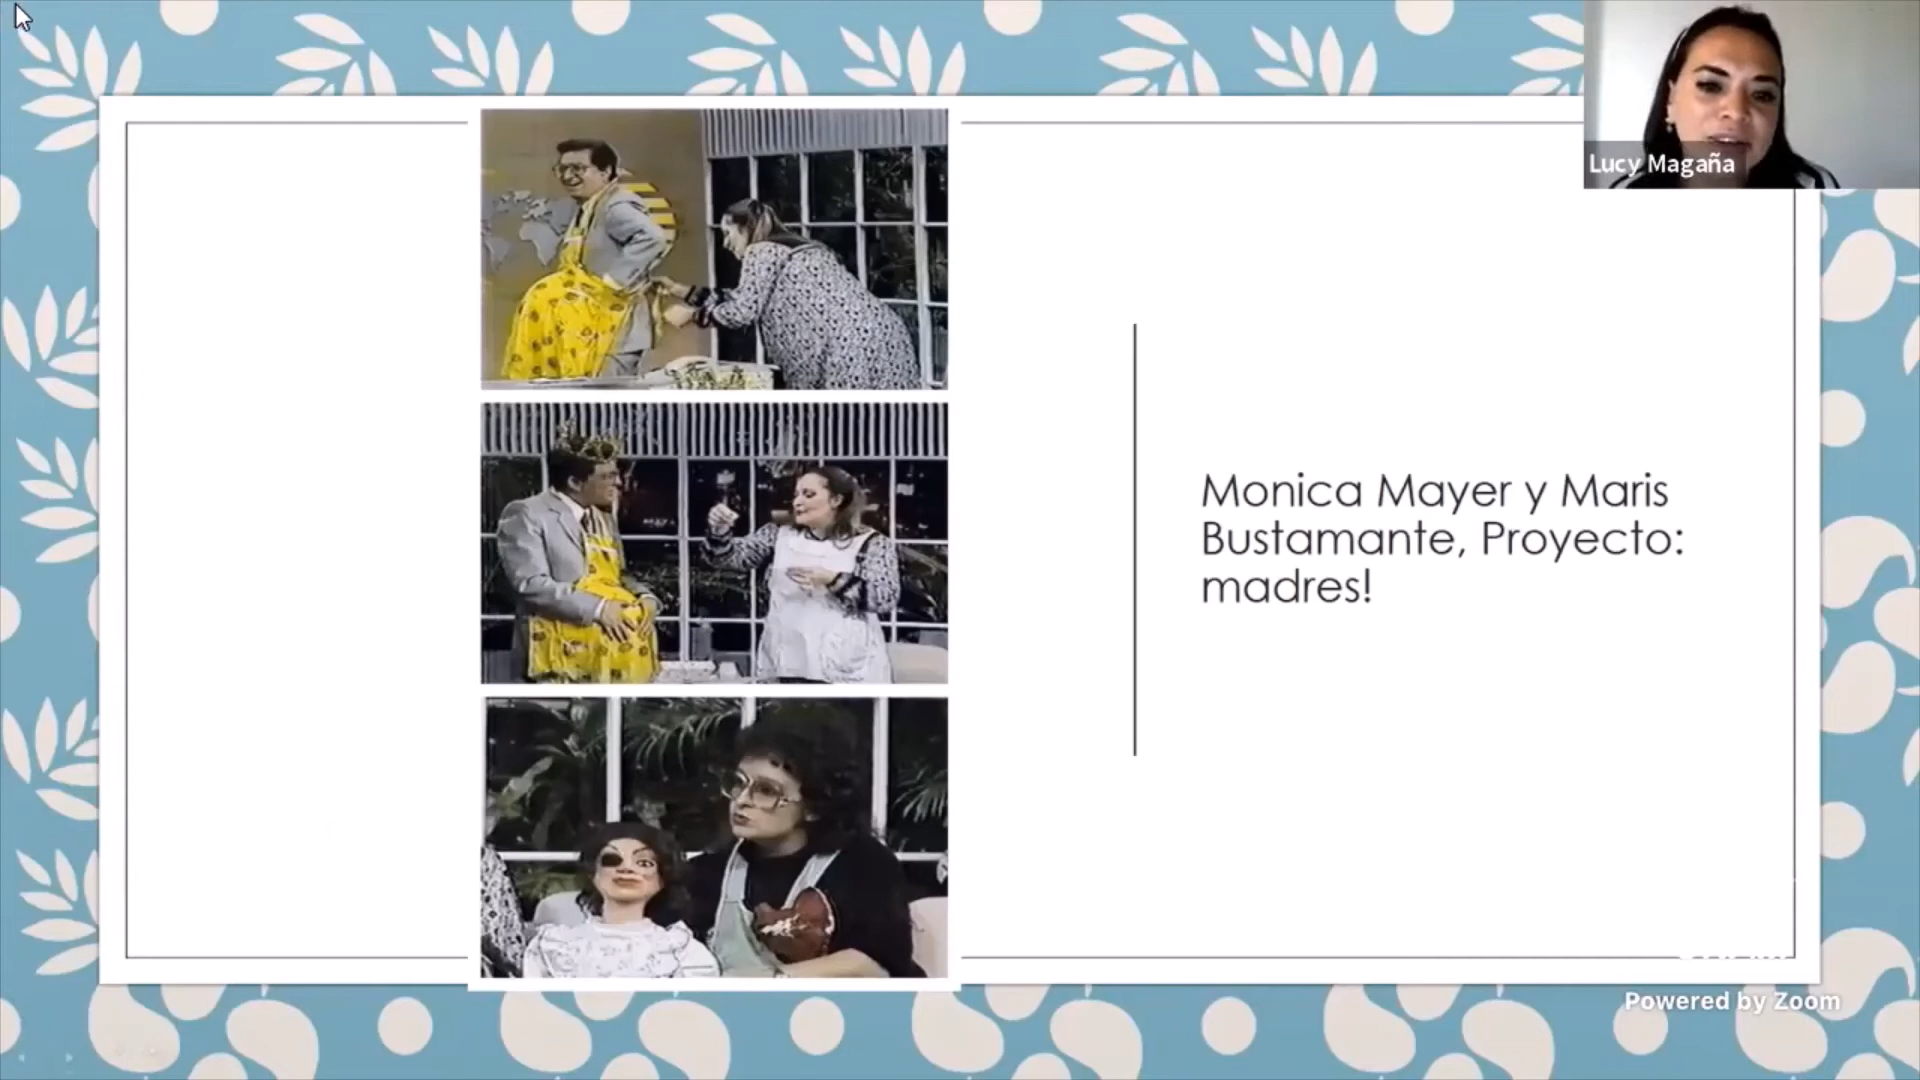 Lucy Magaña
Monica Mayer y Maris
Bustamante, Proyecto:
madres!
Powered by Zoom